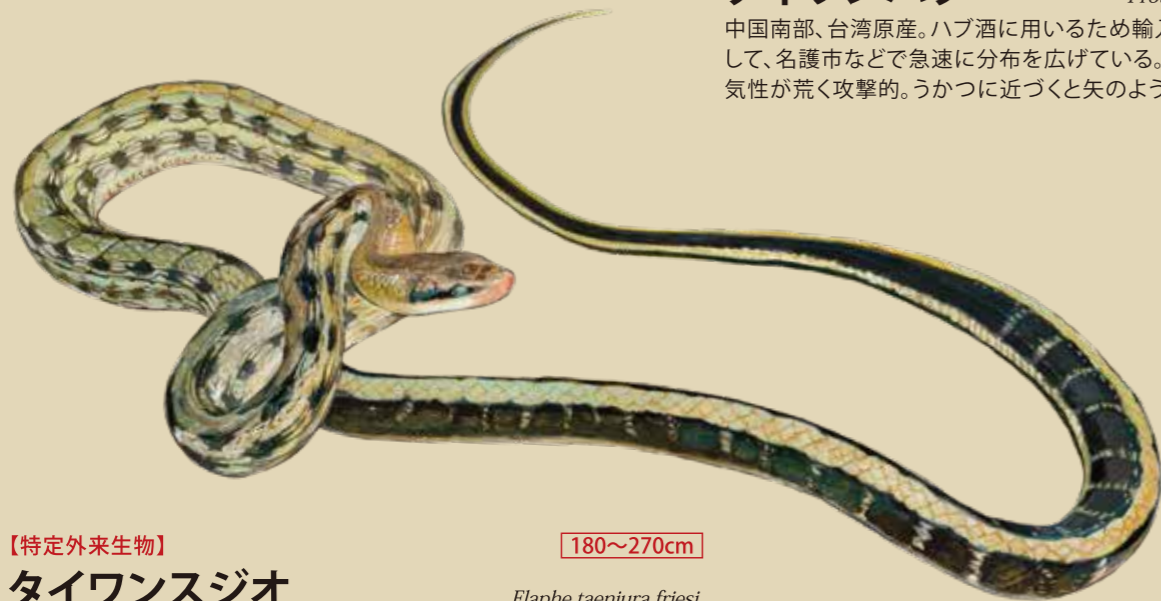 中国南部、台湾原産。ハブ酒に用いるため輸入
して、名護市などで急速に分布を広げている。
気性が荒く攻撃的。うかつに近づくと矢のよう
【特定外来生物】
180〜270cm
タイワンスジオ
Elaphe taeniura friesi